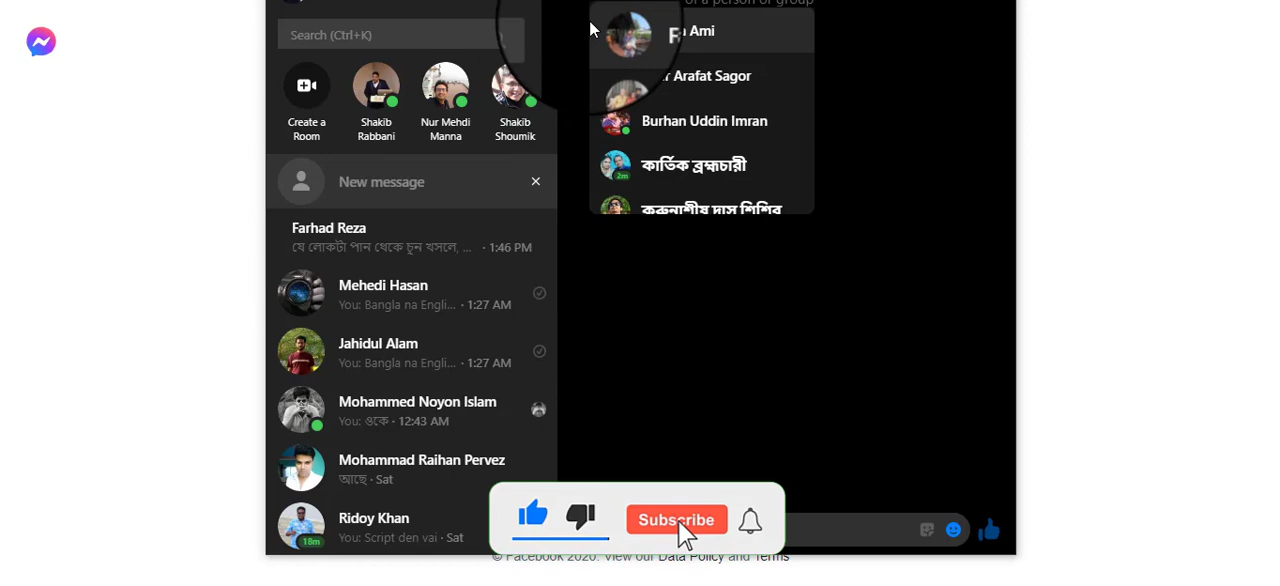 of a person or group
Search (Ctrl+K)
Ami
Arafat Sagor
Create a
Room
Shakib
Rabbani
Nur Mehdi
Manna
Shakib
Shoumik
Burhan Uddin Imran
কার্তিক ব্রহ্মচারী
2m
করুনাশীষ দাস শিশির
New message
Farhad Reza
যে লোকটা পান থেকে চুন খসলে, ... · 1:46 PM
Mehedi Hasan
You: Bangla na Engli... · 1:27 AM
Jahidul Alam
You: Bangla na Engli... · 1:27 AM
Mohammed Noyon Islam
You: ওকে · 12:43 AM
Mohammad Raihan Pervez
আছে · Sat
Ridoy Khan
You: Script den vai · Sat
18m
Subscribe
© Facebook 2020. View our Data Policy and Terms